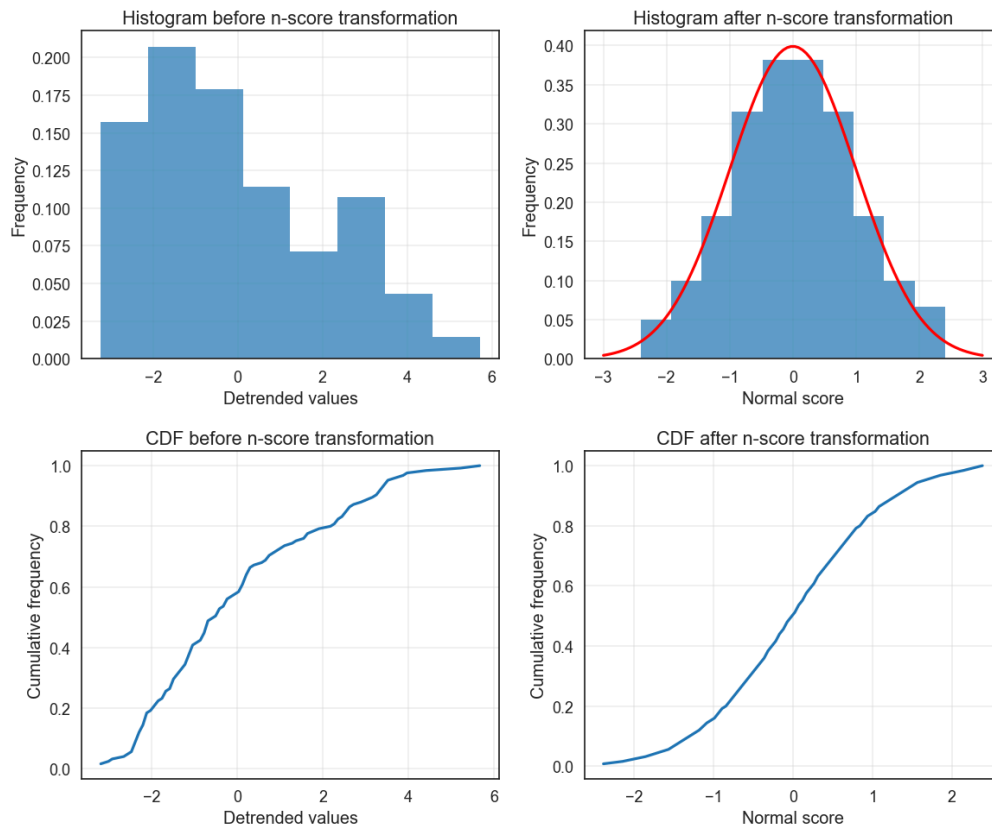 Histogram before n-score transformation
Frequency
0.200
0.175
0.150
0.125
0.100
0.075
0.050
0.025
0.000
−2 0 2 4 6
Detrended values
Histogram after n-score transformation
Frequency
0.40
0.35
0.30
0.25
0.20
0.15
0.10
0.05
0.00
−3 −2 −1 0 1 2 3
Normal score
CDF before n-score transformation
Cumulative frequency
1.0
0.8
0.6
0.4
0.2
0.0
−2 0 2 4 6
Detrended values
CDF after n-score transformation
Cumulative frequency
1.0
0.8
0.6
0.4
0.2
0.0
−2 −1 0 1 2
Normal score